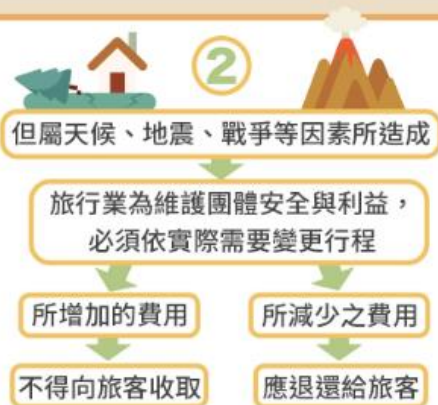 2
但屬天候、地震、戰爭等因素所造成
旅行業為維護團體安全與利益，
必須依實際需要變更行程
所增加的費用
所減少之費用
不得向旅客收取
應退還給旅客